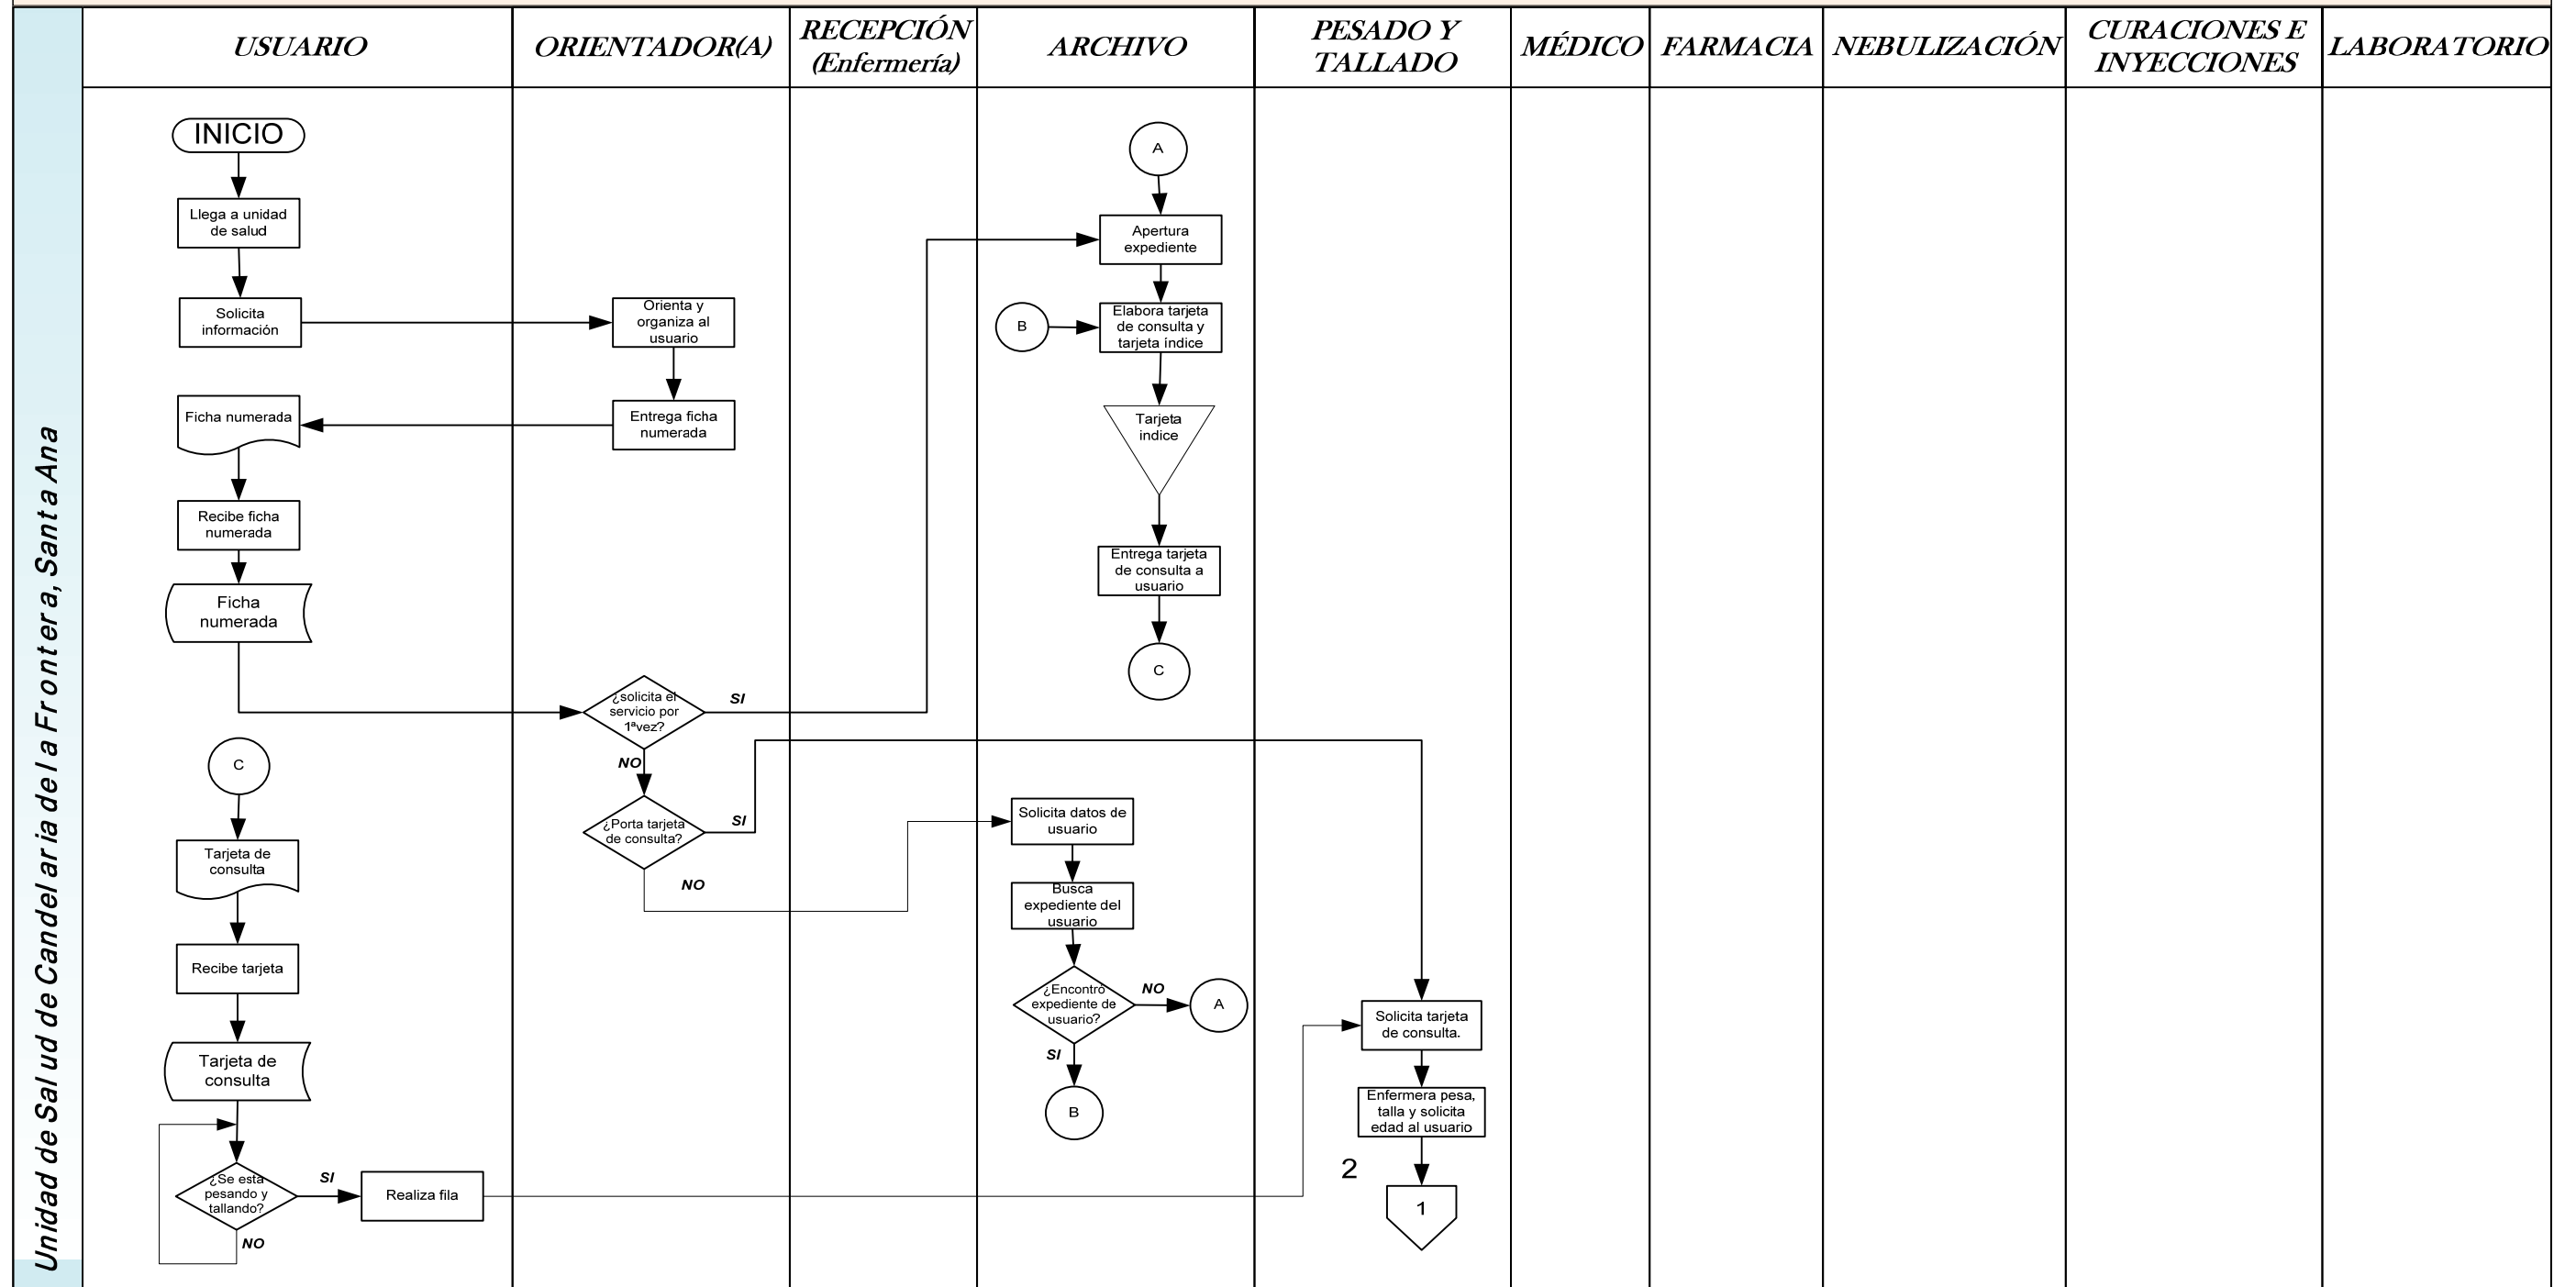 Unidad de Salud de Candelaria de la Frontera, Santa Ana
USUARIO
ORIENTADOR(A)
RECEPCIÓN
(Enfermería)
ARCHIVO
PESADO Y
TALLADO
MÉDICO
FARMACIA
NEBULIZACIÓN
CURACIONES E
INYECCIONES
LABORATORIO
INICIO
Llega a unidad
de salud
Solicita
información
Orienta y
organiza al
usuario
Entrega ficha
numerada
Ficha numerada
Recibe ficha
numerada
Ficha
numerada
¿solicita el
servicio por
1ªvez?
SI
NO
¿Porta tarjeta
de consulta?
SI
NO
A
Apertura
expediente
B
Elabora tarjeta
de consulta y
tarjeta índice
Tarjeta
indice
Entrega tarjeta
de consulta a
usuario
C
C
Tarjeta de
consulta
Recibe tarjeta
Tarjeta de
consulta
¿Se esta
pesando y
tallando?
SI
NO
Realiza fila
Solicita datos de
usuario
Busca
expediente del
usuario
¿Encontró
expediente de
usuario?
NO
A
SI
B
Solicita tarjeta
de consulta.
Enfermera pesa,
talla y solicita
edad al usuario
2
1